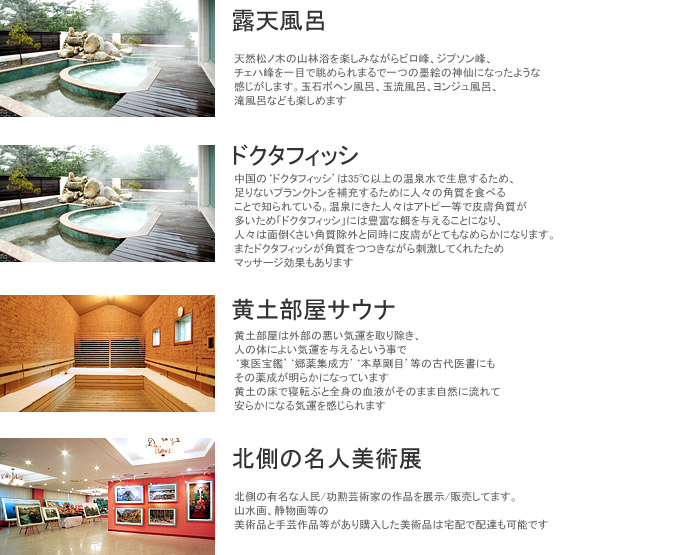 露天風呂
天然松ノ木の山林浴を楽しみながらビロ峰、ジプソン峰、
チェハ峰を一目で眺められまるで一つの墨絵の神仙になったような
感じがします。玉石ボヘン風呂、玉流風呂、ヨンジュ風呂、
滝風呂なども楽しめます
ドクタフィッシ
中国の‘ドクタフィッシ’は35℃以上の温泉水で生息するため、
足りないプランクトンを補充するために人々の角質を食べる
ことで知られている。温泉にきた人々はアトピー等で皮膚角質が
多いため「ドクタフィッシ」には豊富な餌を与えることになり、
人々は面倒くさい角質除外と同時に皮膚がとてもなめらかになります。
またドクタフィッシが角質をつつきながら刺激してくれたため
マッサージ効果もあります
黄土部屋サウナ
黄土部屋は外部の悪い気運を取り除き、
人の体によい気運を与えるという事で
‘東医宝鑑’‘郷薬集成方’‘本草剛目’等の古代医書にも
その薬成が明らかになっています
黄土の床で寝転ぶと全身の血液がそのまま自然に流れて
安らかになる気運を感じられます
北側の名人美術展
北側の有名な人民/功勲芸術家の作品を展示/販売してます。
山水画、静物画等の
美術品と手芸作品等があり購入した美術品は宅配で配達も可能です